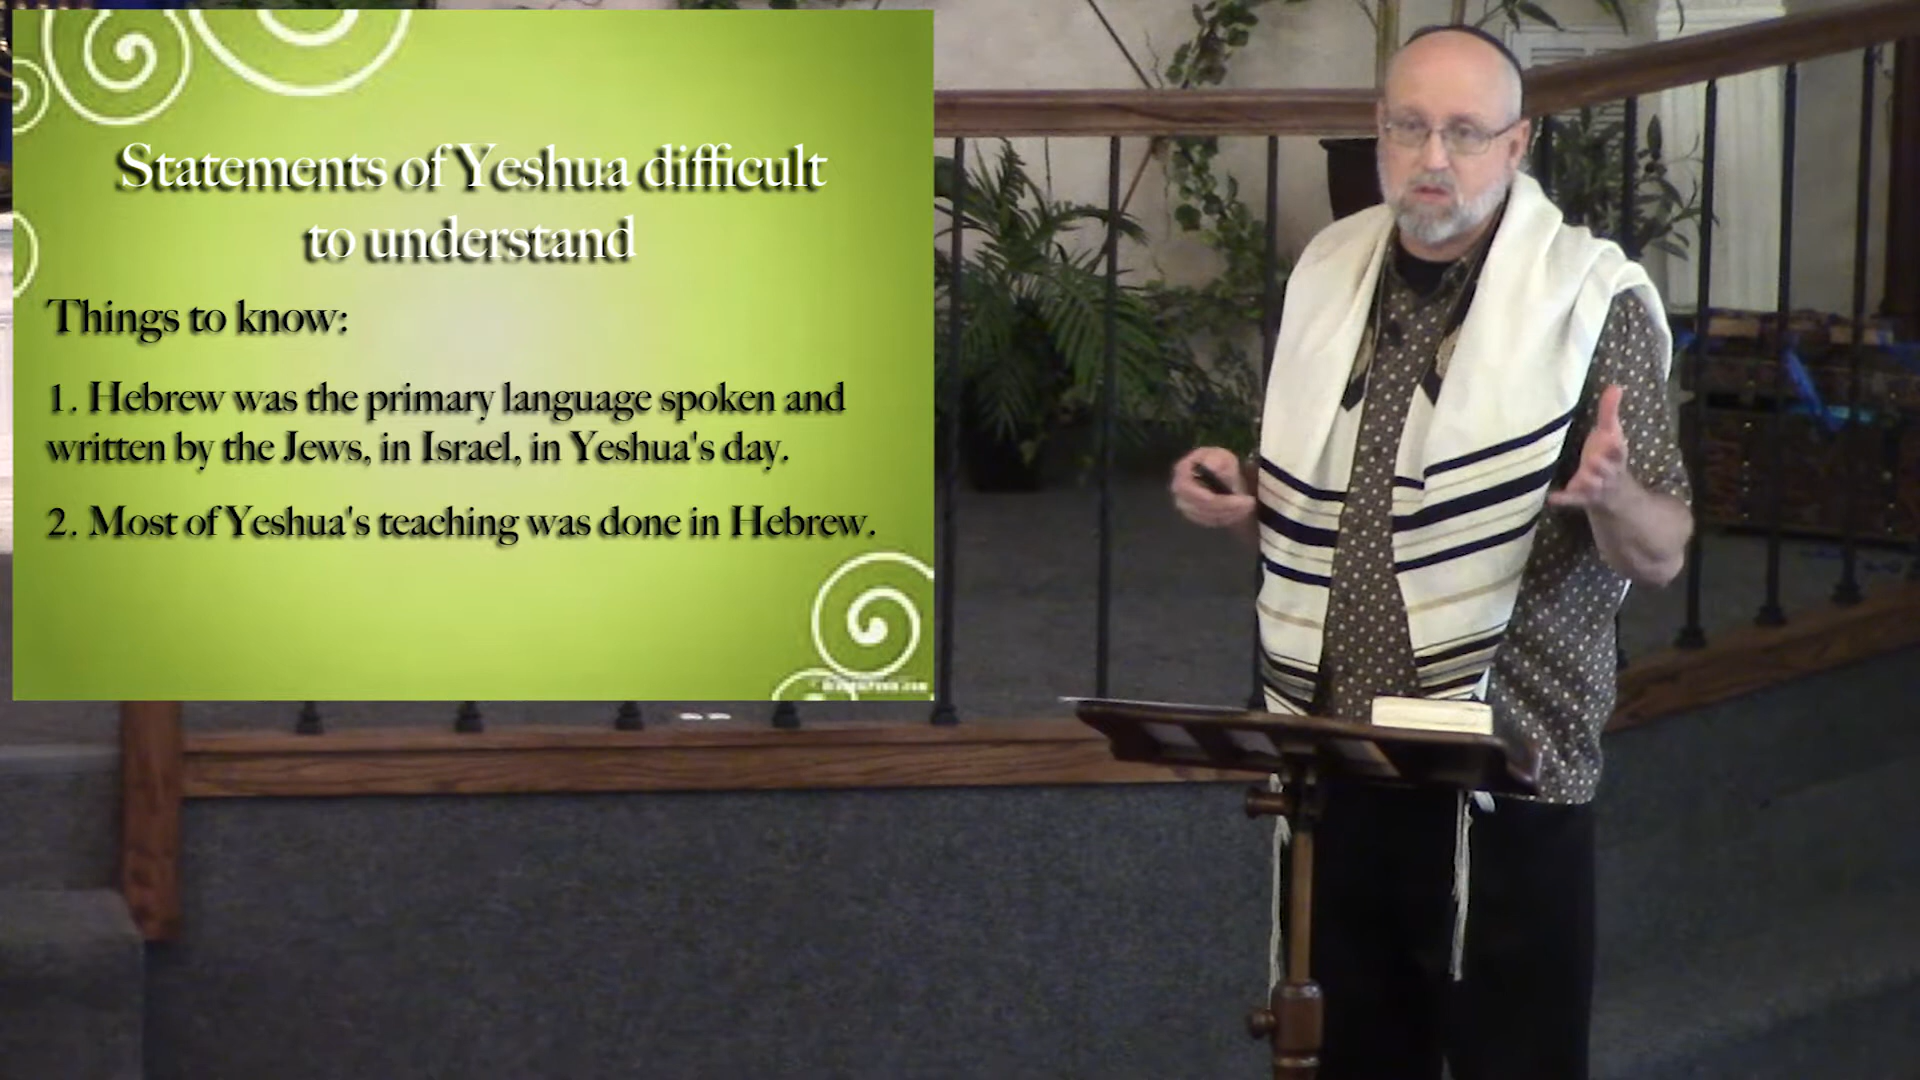 Statements of Yeshua difficult
to understand
Things to know:
1. Hebrew was the primary language spoken and
written by the Jews, in Israel, in Yeshua's day.
2. Most of Yeshua's teaching was done in Hebrew.